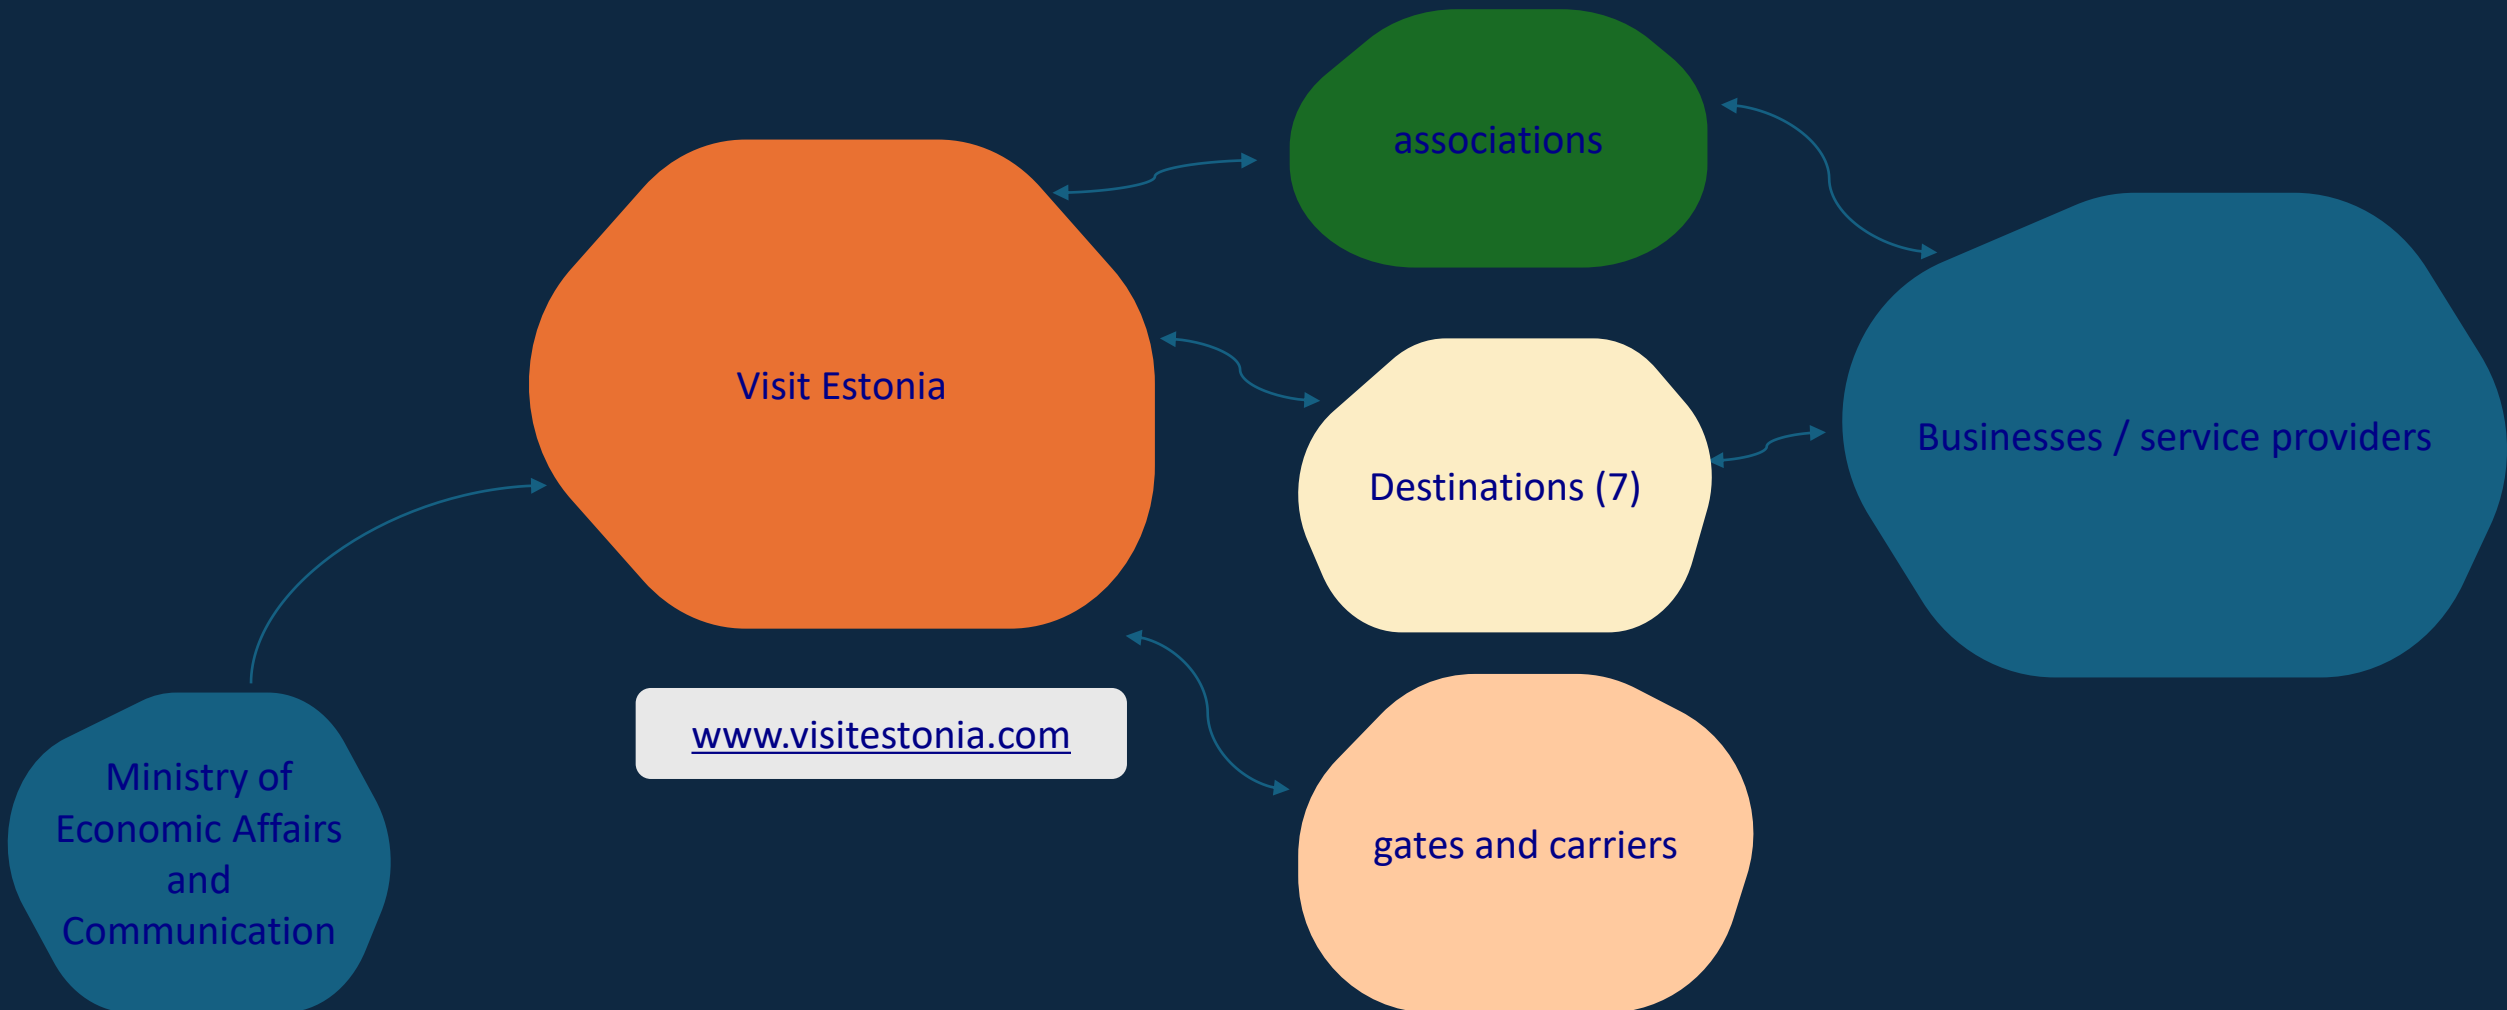 associations
Visit Estonia
Businesses / service providers
Destinations (7)
www.visitestonia.com
Ministry of
Economic Affairs
and
Communication
gates and carriers